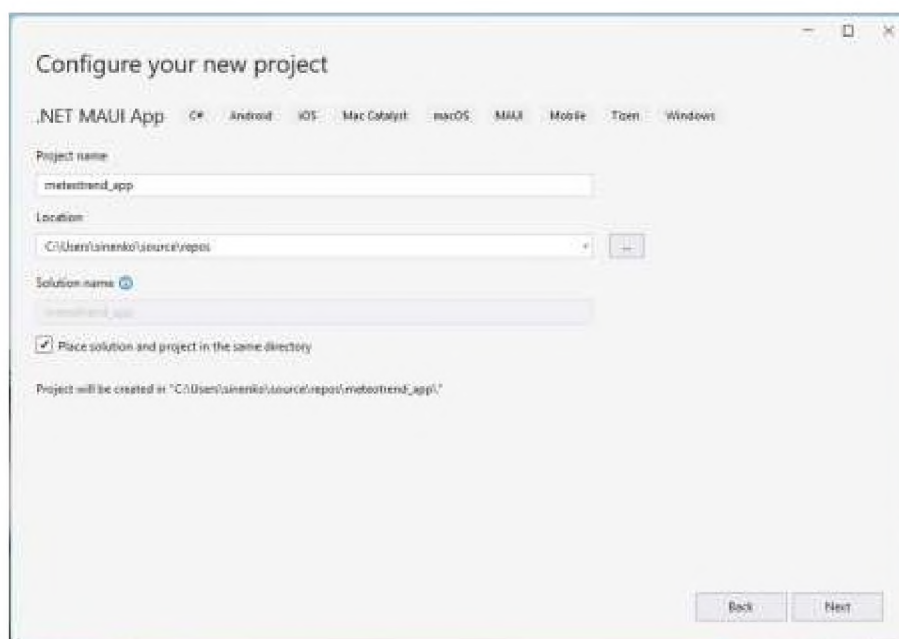 Configure your new project
.NET MAUI App C# Android iOS Mac Catalyst macOS MAUI Mobile Tizen Windows
Project name
meteotrend_app
Location
C:\Users\sinenko\source\repos
...
Solution name
meteotrend_app
Place solution and project in the same directory
Project will be created in "C:\Users\sinenko\source\repos\meteotrend_app\"
Back Next